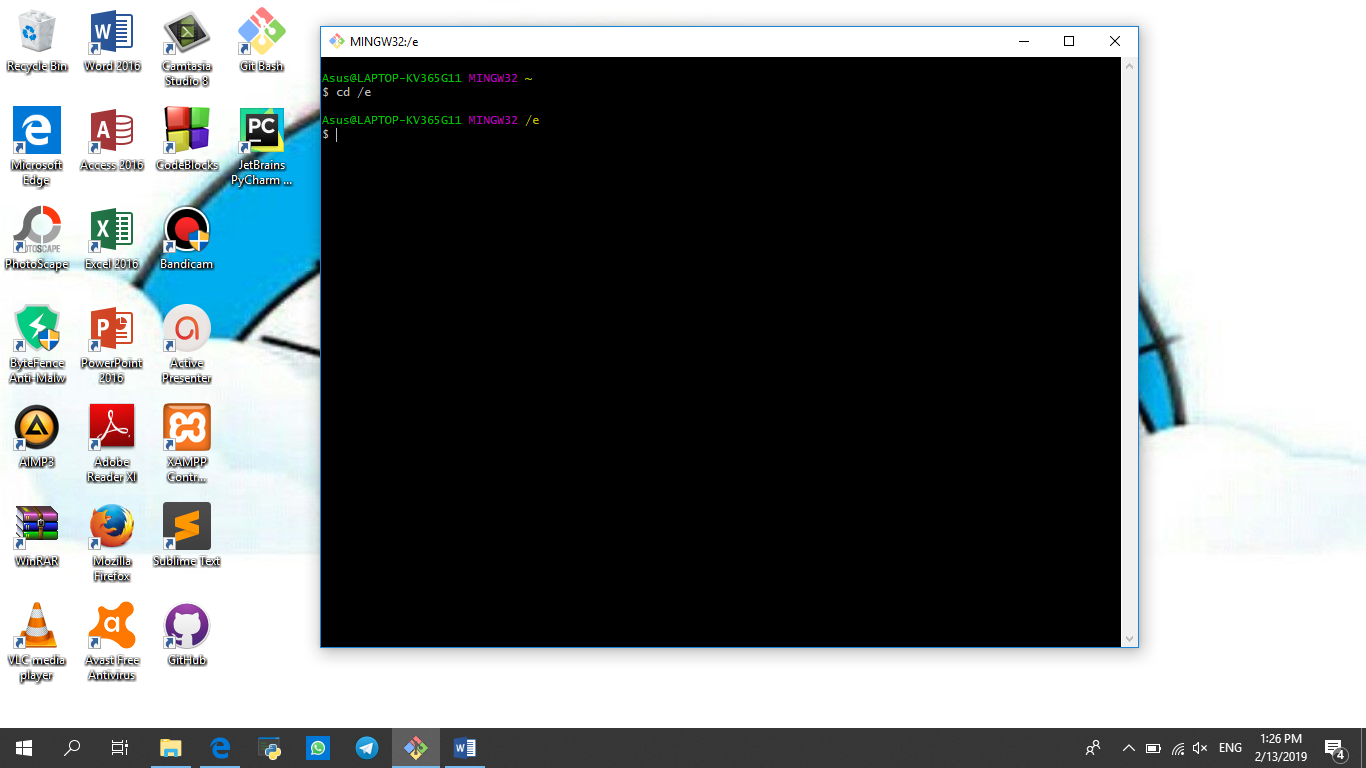 Recycle Bin
Word 2016
Camtasia
Studio 8
Git Bash
Microsoft
Edge
Access 2016
CodeBlocks
PC
JetBrains
PyCharm ...
PHOTOSCAPE
PhotoScape
Excel 2016
Bandicam
ByteFence
Anti-Malw
PowerPoint
2016
Active
Presenter
AIMP3
Adobe
Reader XI
XAMPP
Contr...
WinRAR
Mozilla
Firefox
Sublime Text
VLC media
player
Avast Free
Antivirus
GitHub
MINGW32:/e
Asus@LAPTOP-KV365G11 MINGW32 ~
$ cd /e
Asus@LAPTOP-KV365G11 MINGW32 /e
$
ENG
1:26 PM
2/13/2019
4